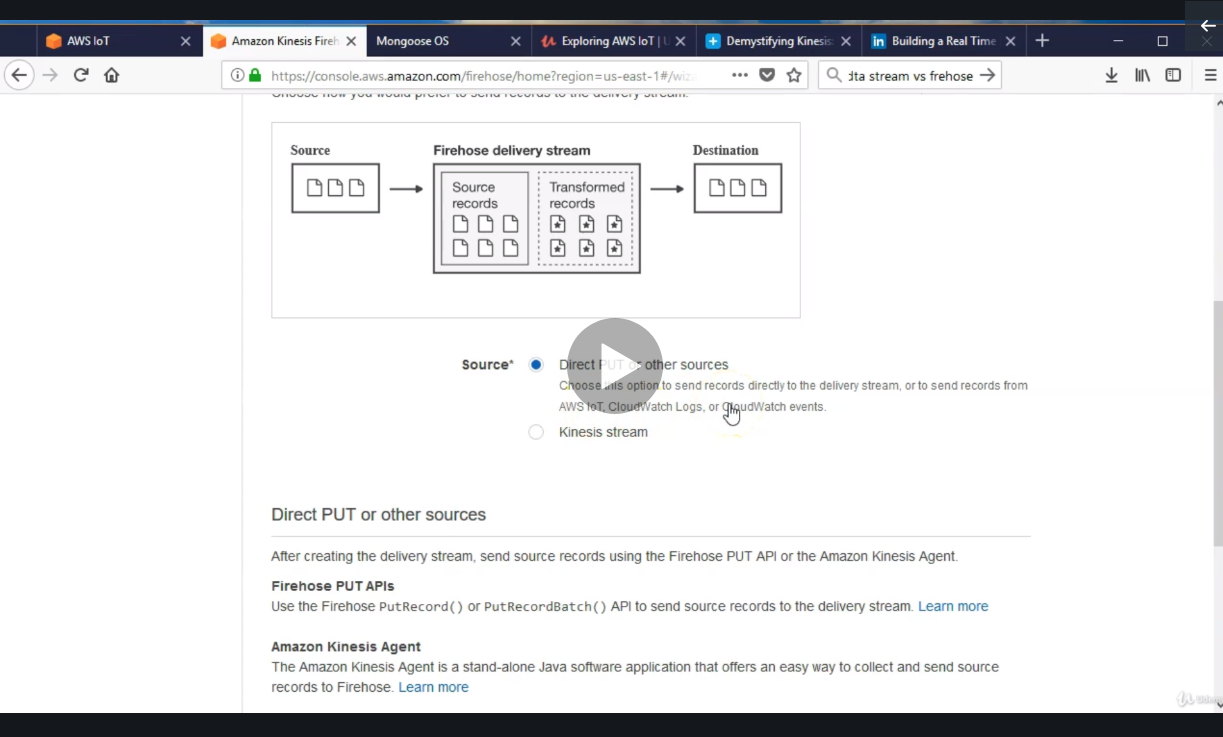 AWS IoT
Amazon Kinesis Fireh
Mongoose OS
Exploring AWS IoT | U
Demystifying Kinesis
Building a Real Time
https://console.aws.amazon.com/firehose/home?region=us-east-1#/wiz
data stream vs frehose
Choose how you would prefer to send records to the delivery stream.
Source
Firehose delivery stream
Destination
Source
records
Transformed
records
Source*
Direct PUT or other sources
Choose this option to send records directly to the delivery stream, or to send records from
AWS IoT, CloudWatch Logs, or CloudWatch events.
Kinesis stream
Direct PUT or other sources
After creating the delivery stream, send source records using the Firehose PUT API or the Amazon Kinesis Agent.
Firehose PUT APIs
Use the Firehose PutRecord() or PutRecordBatch() API to send source records to the delivery stream. Learn more
Amazon Kinesis Agent
The Amazon Kinesis Agent is a stand-alone Java software application that offers an easy way to collect and send source
records to Firehose. Learn more